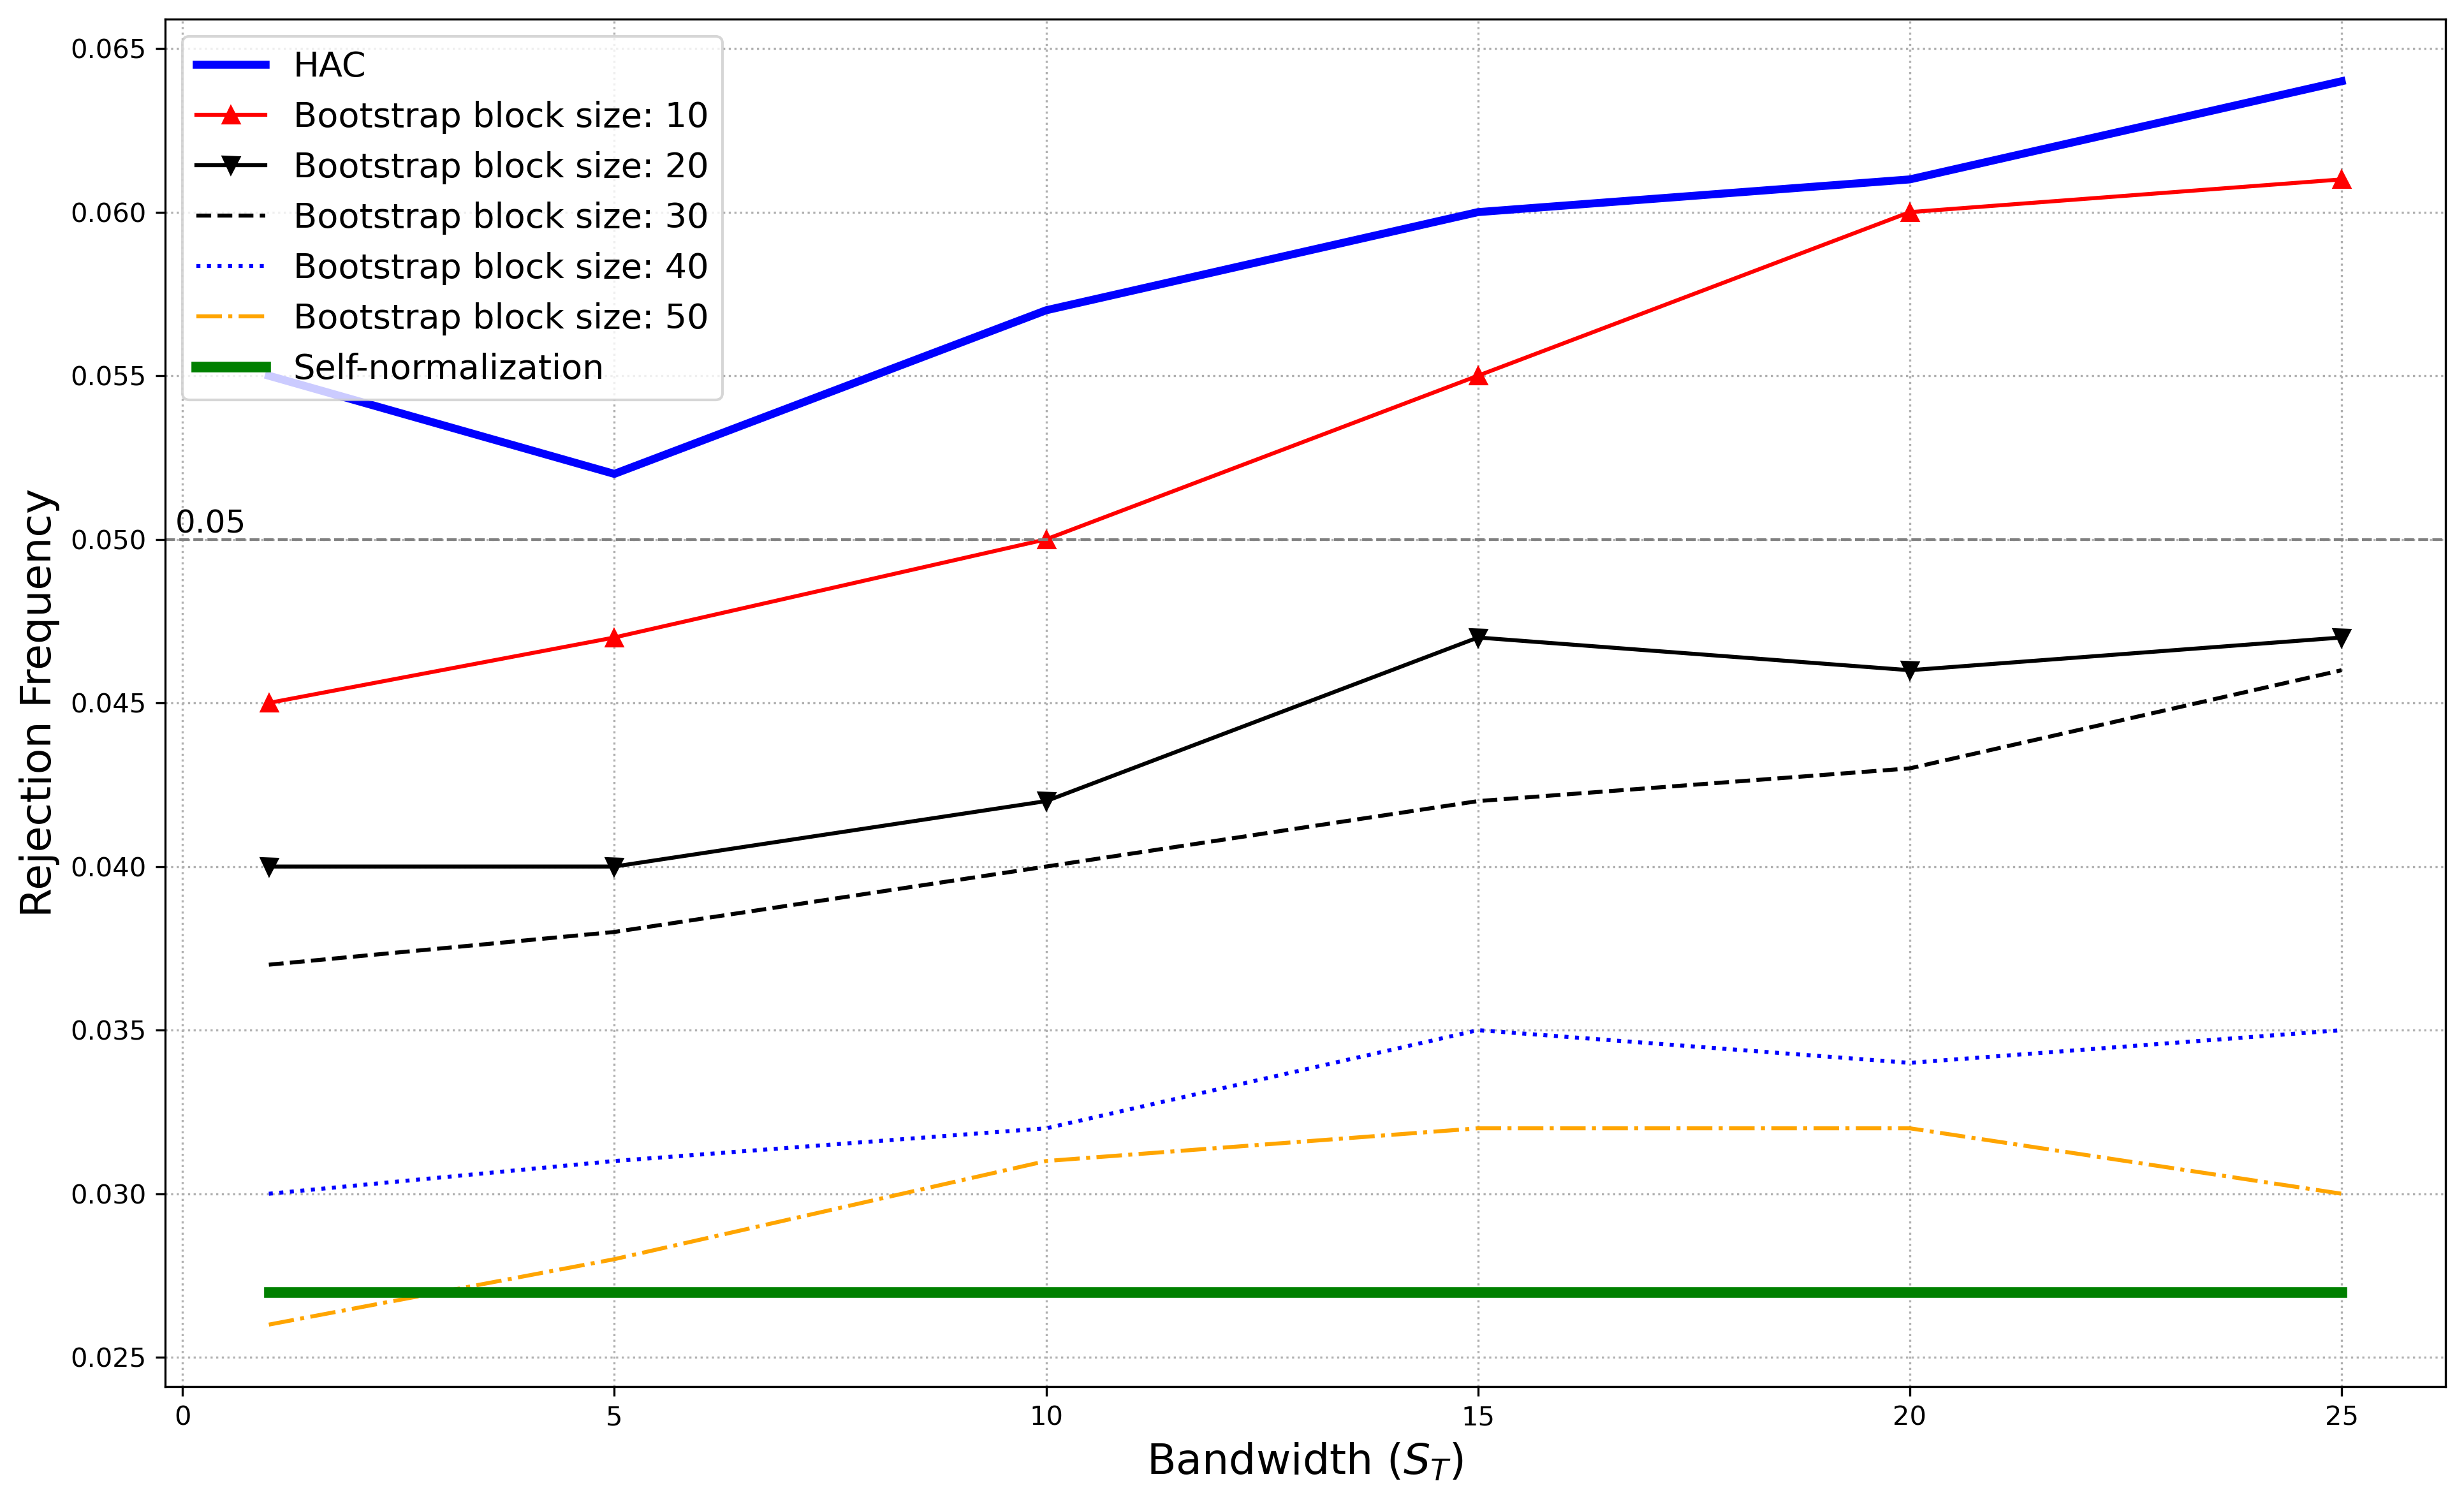 HAC
Bootstrap block size: 10
Bootstrap block size: 20
Bootstrap block size: 30
Bootstrap block size: 40
Bootstrap block size: 50
Self-normalization
0.065
0.060
0.055
0.05
0.050
0.045
0.040
0.035
0.030
0.025
Rejection Frequency
0 5 10 15 20 25
Bandwidth (S_T)